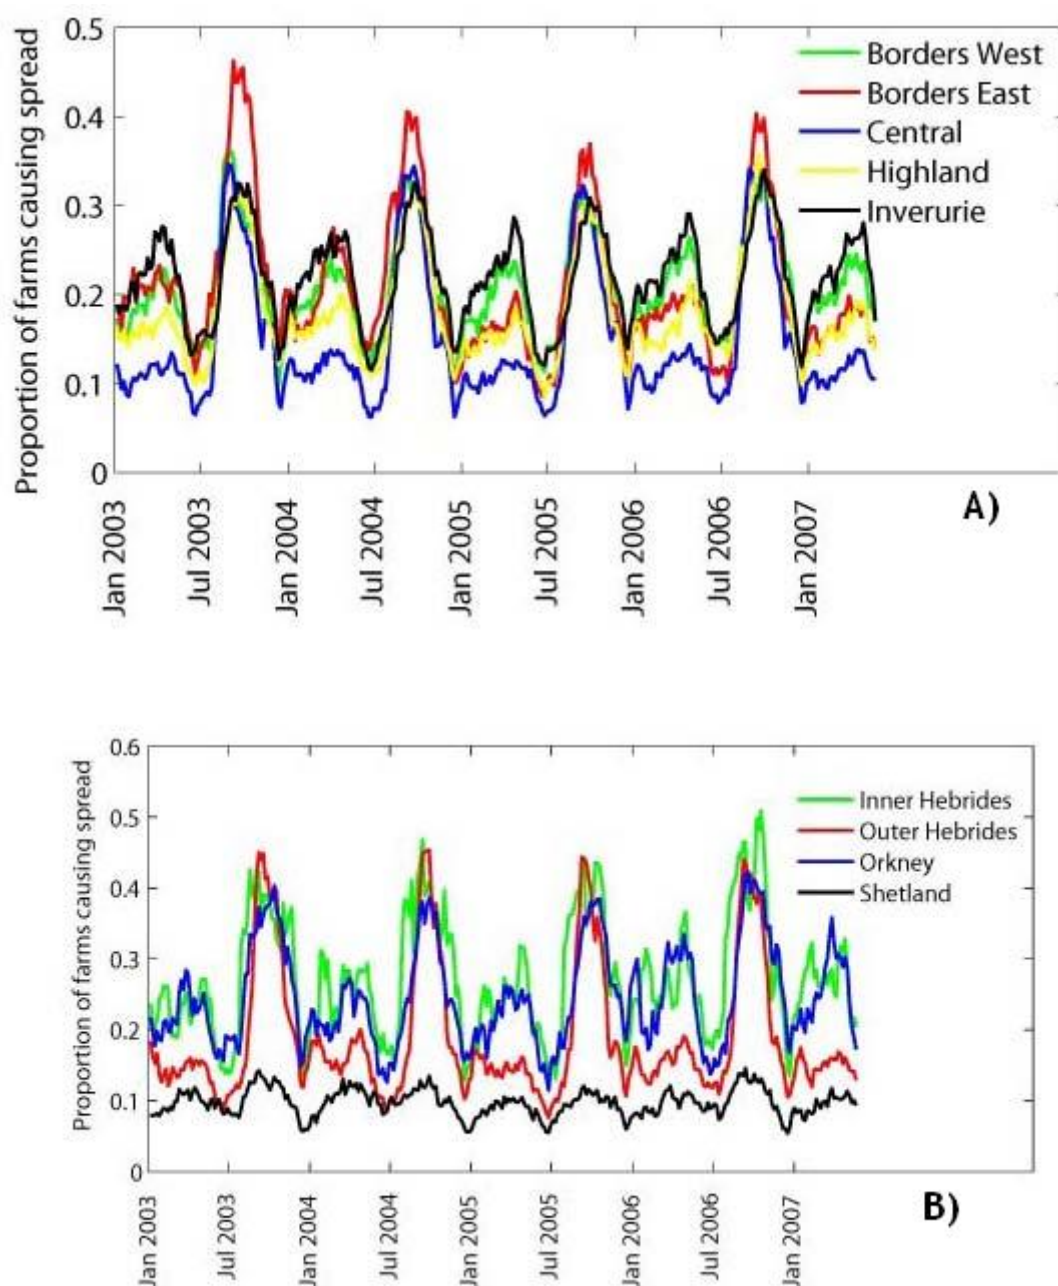 Proportion of farms causing spread
0.5
0.4
0.3
0.2
0.1
0
Borders West
Borders East
Central
Highland
Inverurie
Jan 2003
Jul 2003
Jan 2004
Jul 2004
Jan 2005
Jul 2005
Jan 2006
Jul 2006
Jan 2007
A)
Proportion of farms causing spread
0.6
0.5
0.4
0.3
0.2
0.1
0
Inner Hebrides
Outer Hebrides
Orkney
Shetland
Jan 2003
Jul 2003
Jan 2004
Jul 2004
Jan 2005
Jul 2005
Jan 2006
Jul 2006
Jan 2007
B)